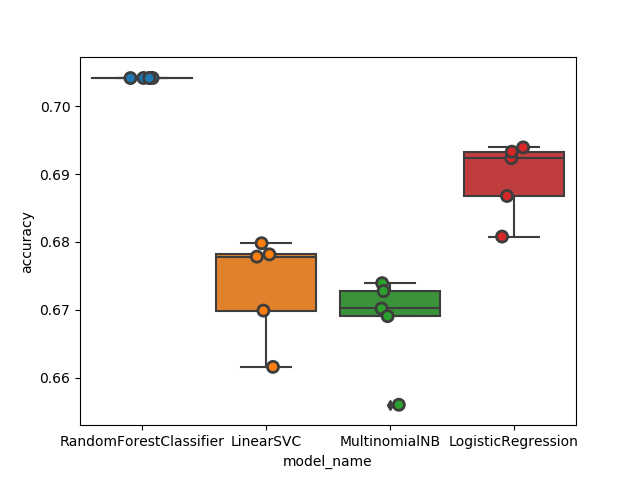 accuracy
0.70
0.69
0.68
0.67
0.66
RandomForestClassifier LinearSVC MultinomialNB LogisticRegression
model_name